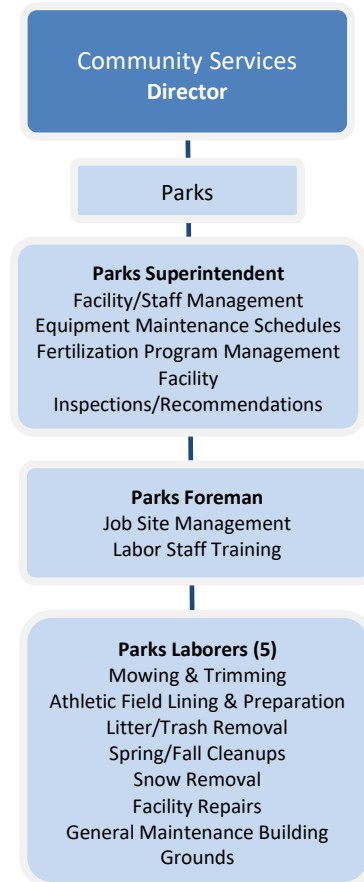 Community Services
Director
Parks
Parks Superintendent
Facility/Staff Management
Equipment Maintenance Schedules
Fertilization Program Management
Facility
Inspections/Recommendations
Parks Foreman
Job Site Management
Labor Staff Training
Parks Laborers (5)
Mowing & Trimming
Athletic Field Lining & Preparation
Litter/Trash Removal
Spring/Fall Cleanups
Snow Removal
Facility Repairs
General Maintenance Building
Grounds